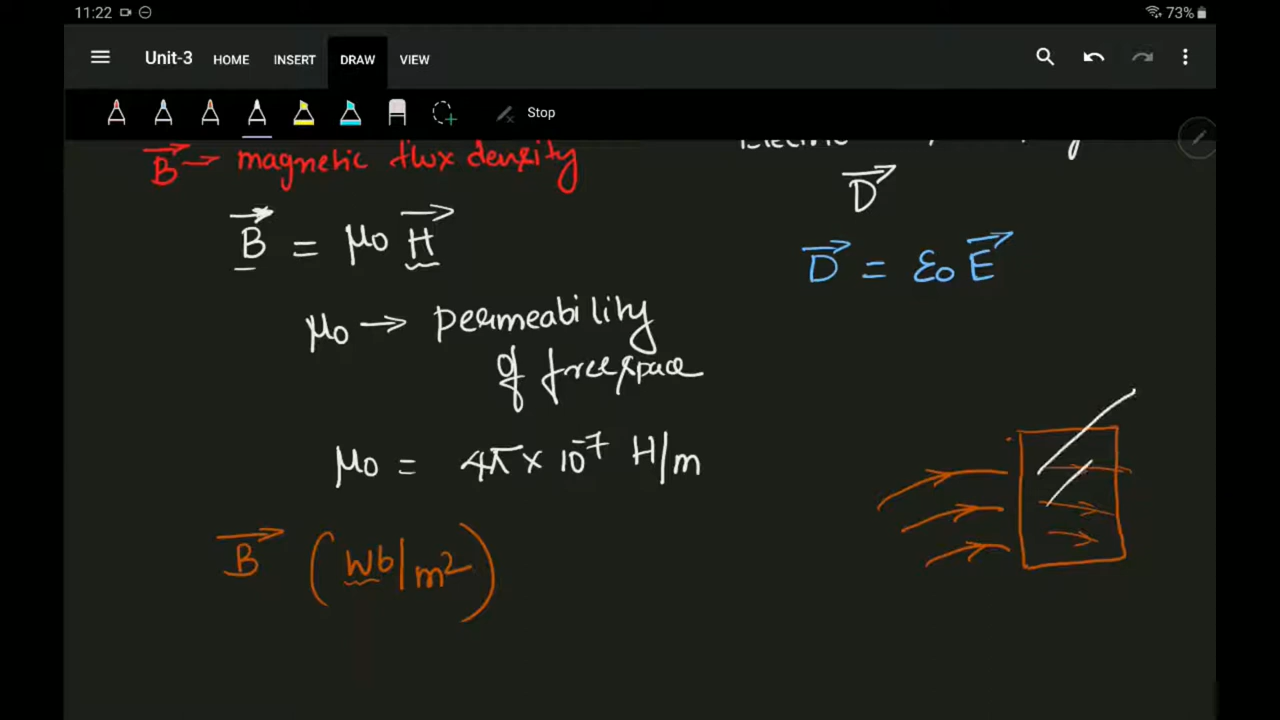 11:22
73%
Unit-3 HOME INSERT DRAW VIEW
Stop
B → magnetic flux density
Electric
D
B = μ0 H
D = ε0 E
μ0 → permeability
of freespace
μ0 = 4π × 10⁻⁷ H/m
B (Wb/m²)